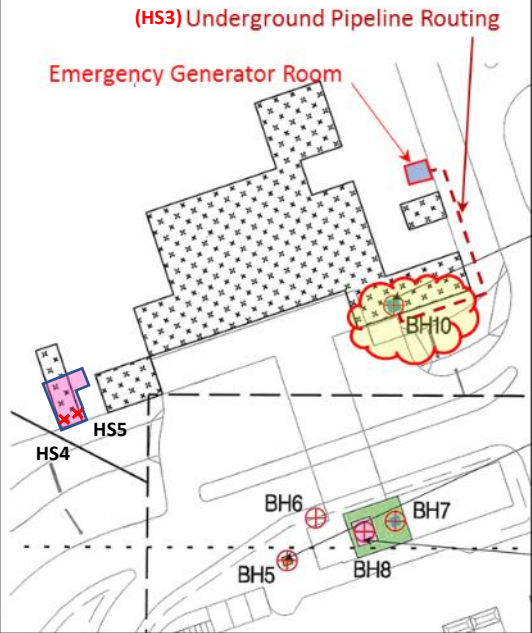 (HS3) Underground Pipeline Routing
Emergency Generator Room
BH10
HS5
HS4
BH6
BH7
BH5
BH8